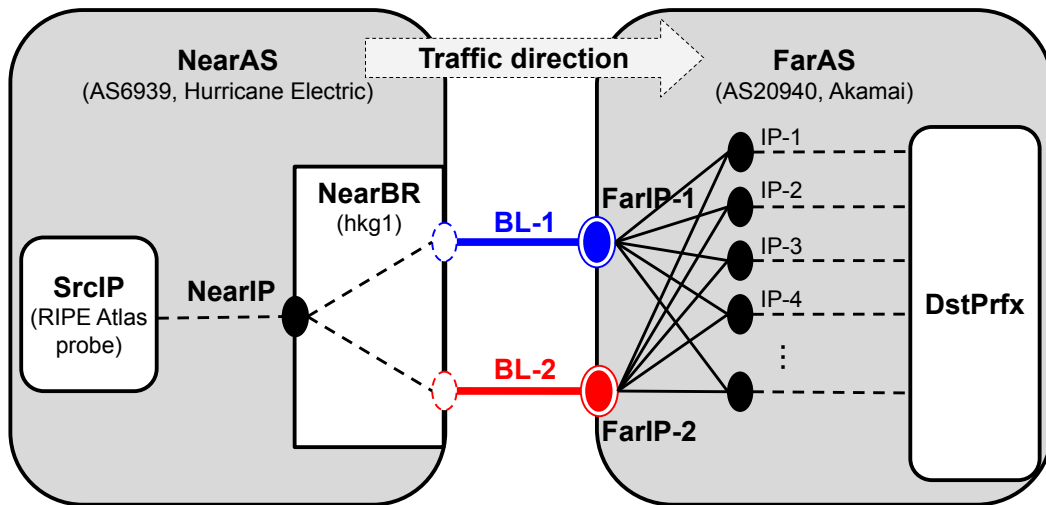 NearAS
(AS6939, Hurricane Electric)
Traffic direction
FarAS
(AS20940, Akamai)
SrcIP
(RIPE Atlas
probe)
NearIP
NearBR
(hkg1)
BL-1
BL-2
FarIP-1
FarIP-2
IP-1
IP-2
IP-3
IP-4
⋮
DstPrfx